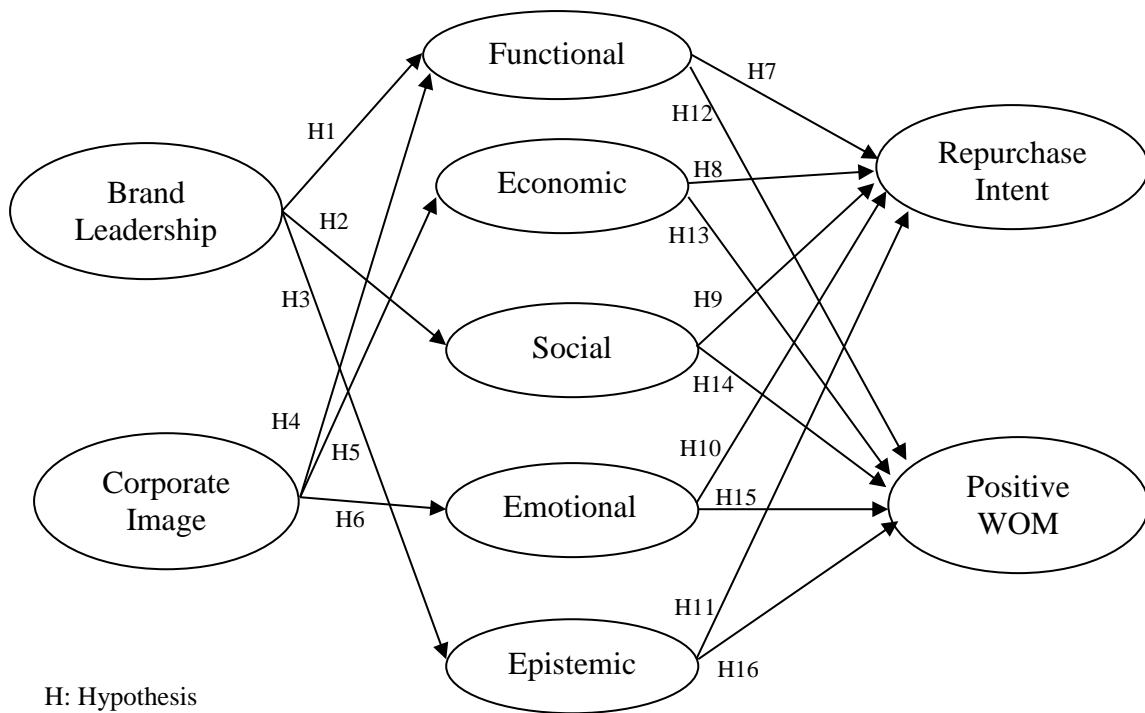 Functional
H7
H12
H1
Repurchase
Intent
Economic
H8
Brand
Leadership
H2
H13
H3
H9
Social
H14
H4
H5
H10
Corporate
Image
H6
Emotional
H15
Positive
WOM
H11
Epistemic
H16
H: Hypothesis